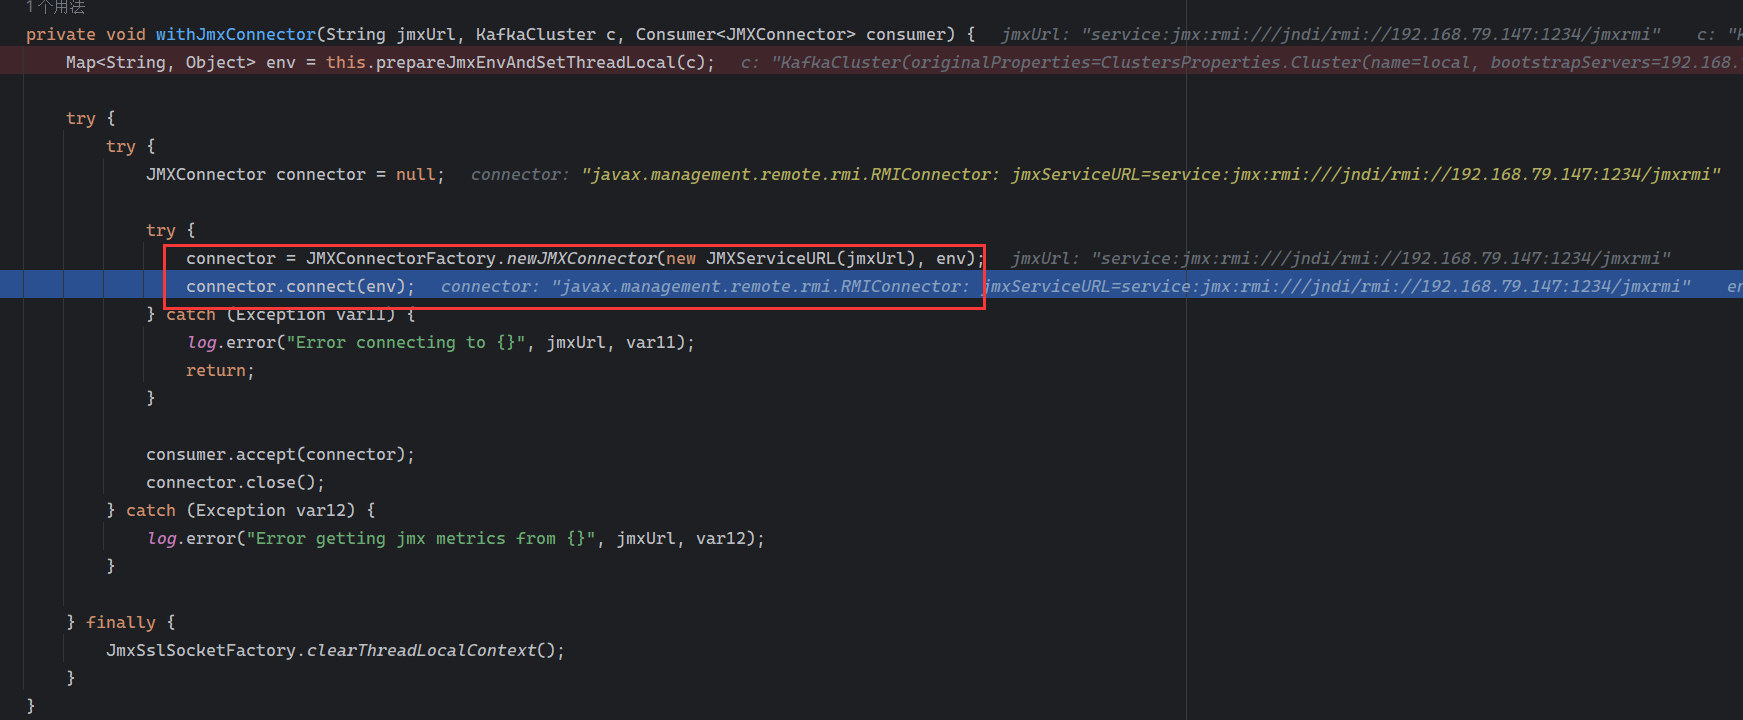 1 个用法
private void withJmxConnector(String jmxUrl, KafkaCluster c, Consumer<JMXConnector> consumer) { jmxUrl: "service:jmx:rmi:///jndi/rmi://192.168.79.147:1234/jmxrmi" c: "K
Map<String, Object> env = this.prepareJmxEnvAndSetThreadLocal(c); c: "KafkaCluster(originalProperties=ClustersProperties.Cluster(name=local, bootstrapServers=192.168.
try {
try {
JMXConnector connector = null; connector: "javax.management.remote.rmi.RMIConnector: jmxServiceURL=service:jmx:rmi:///jndi/rmi://192.168.79.147:1234/jmxrmi"
try {
connector = JMXConnectorFactory.newJMXConnector(new JMXServiceURL(jmxUrl), env); jmxUrl: "service:jmx:rmi:///jndi/rmi://192.168.79.147:1234/jmxrmi"
connector.connect(env); connector: "javax.management.remote.rmi.RMIConnector: jmxServiceURL=service:jmx:rmi:///jndi/rmi://192.168.79.147:1234/jmxrmi" en
} catch (Exception var11) {
log.error("Error connecting to {}", jmxUrl, var11);
return;
}
consumer.accept(connector);
connector.close();
} catch (Exception var12) {
log.error("Error getting jmx metrics from {}", jmxUrl, var12);
}
} finally {
JmxSslSocketFactory.clearThreadLocalContext();
}
}